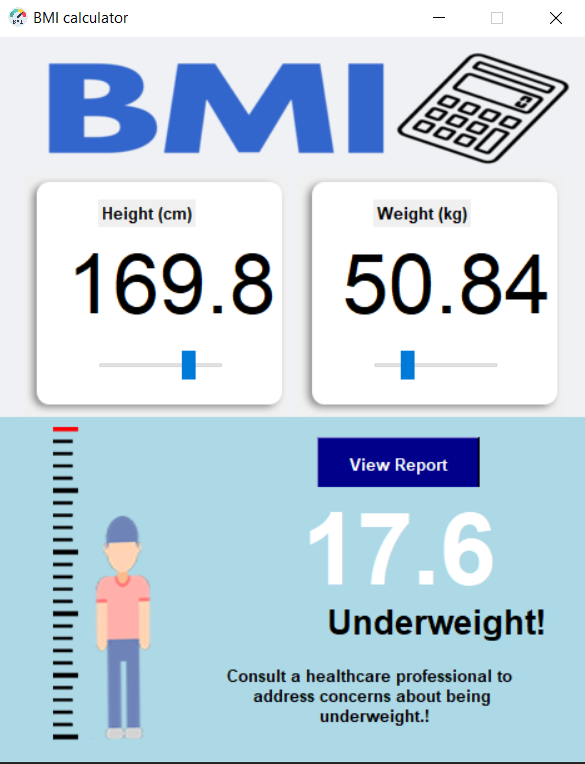 BMI calculator
BMI
Height (cm)
Weight (kg)
169.8
50.84
View Report
17.6
Underweight!
Consult a healthcare professional to
address concerns about being
underweight.!